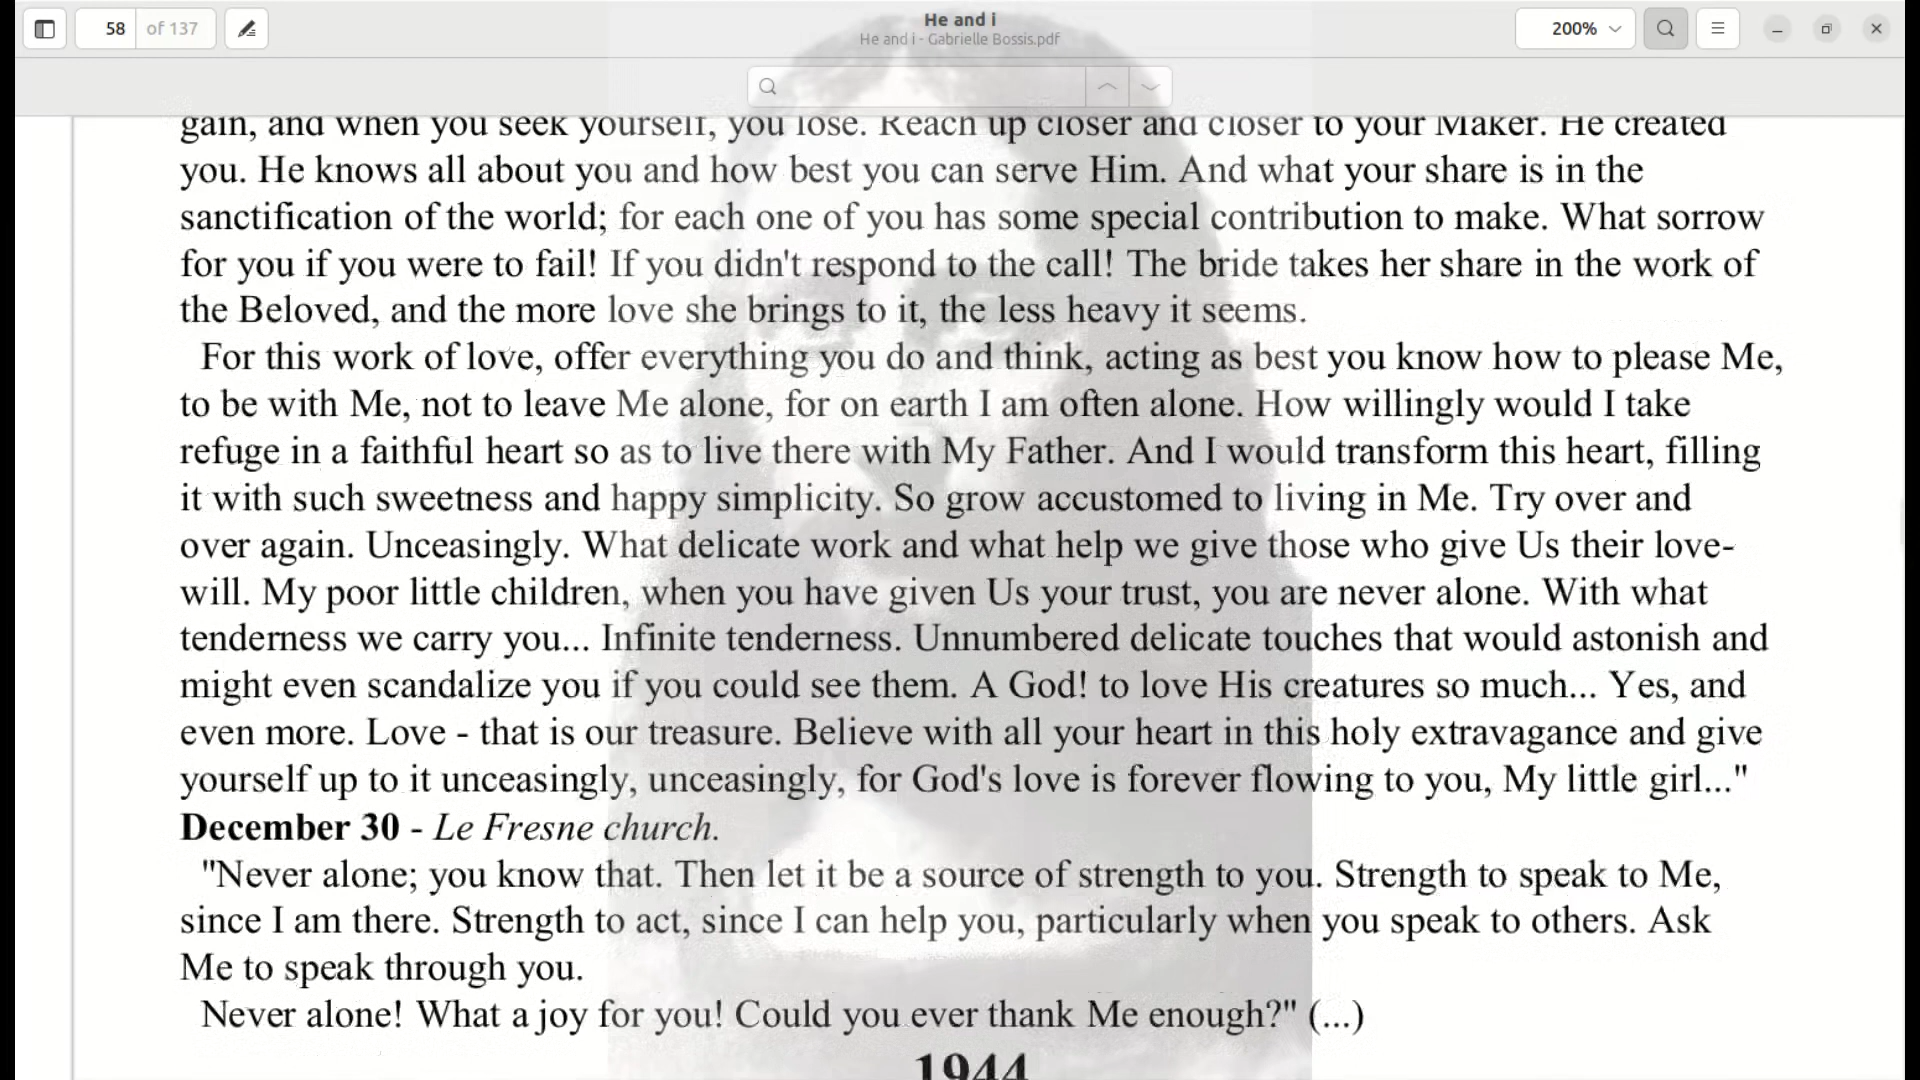 58 of 137
He and i
He and i - Gabrielle Bossis.pdf
200%
gain, and when you seek yourself, you lose. Reach up closer and closer to your Maker. He created
you. He knows all about you and how best you can serve Him. And what your share is in the
sanctification of the world; for each one of you has some special contribution to make. What sorrow
for you if you were to fail! If you didn't respond to the call! The bride takes her share in the work of
the Beloved, and the more love she brings to it, the less heavy it seems.
For this work of love, offer everything you do and think, acting as best you know how to please Me,
to be with Me, not to leave Me alone, for on earth I am often alone. How willingly would I take
refuge in a faithful heart so as to live there with My Father. And I would transform this heart, filling
it with such sweetness and happy simplicity. So grow accustomed to living in Me. Try over and
over again. Unceasingly. What delicate work and what help we give those who give Us their love-
will. My poor little children, when you have given Us your trust, you are never alone. With what
tenderness we carry you... Infinite tenderness. Unnumbered delicate touches that would astonish and
might even scandalize you if you could see them. A God! to love His creatures so much... Yes, and
even more. Love - that is our treasure. Believe with all your heart in this holy extravagance and give
yourself up to it unceasingly, unceasingly, for God's love is forever flowing to you, My little girl..."
December 30 - Le Fresne church.
"Never alone; you know that. Then let it be a source of strength to you. Strength to speak to Me,
since I am there. Strength to act, since I can help you, particularly when you speak to others. Ask
Me to speak through you.
Never alone! What a joy for you! Could you ever thank Me enough?" (...)
1944